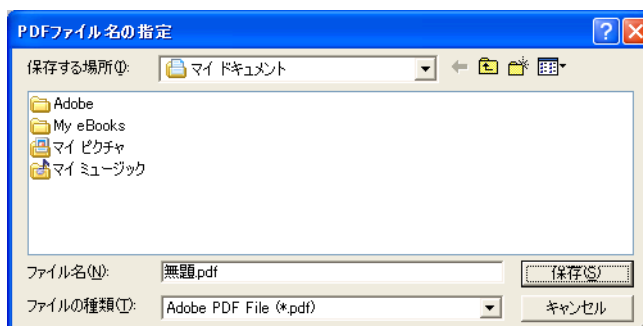 PDFファイル名の指定
保存する場所(I): マイ ドキュメント
Adobe
My eBooks
マイ ピクチャ
マイ ミュージック
ファイル名(N): 無題.pdf 保存(S)
ファイルの種類(T): Adobe PDF File (*.pdf) キャンセル